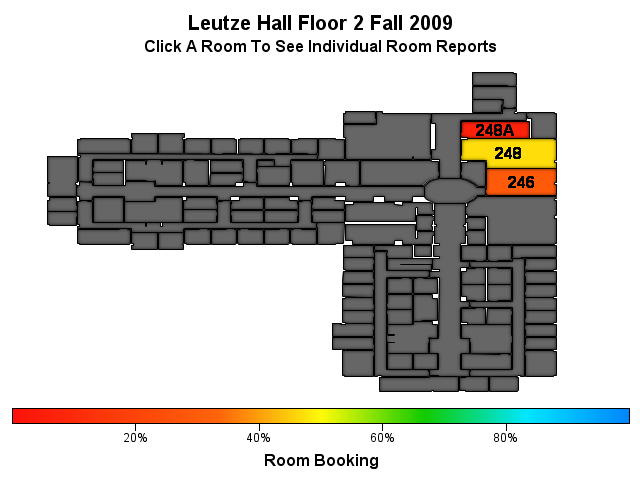 Leutze Hall Floor 2 Fall 2009
Click A Room To See Individual Room Reports
248A
248
246
20% 40% 60% 80%
Room Booking